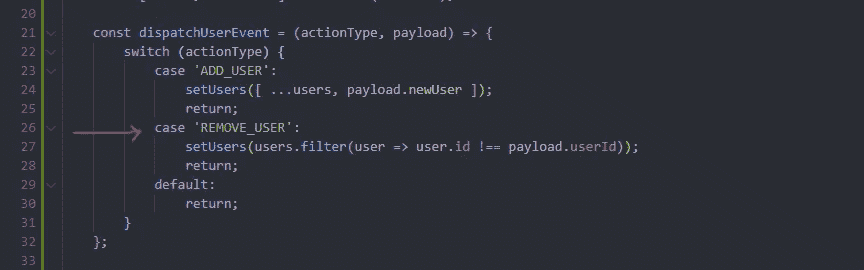 20
21 const dispatchUserEvent = (actionType, payload) => {
22 switch (actionType) {
23 case 'ADD_USER':
24 setUsers([ ...users, payload.newUser ]);
25 return;
26 case 'REMOVE_USER':
27 setUsers(users.filter(user => user.id !== payload.userId));
28 return;
29 default:
30 return;
31 }
32 };
33